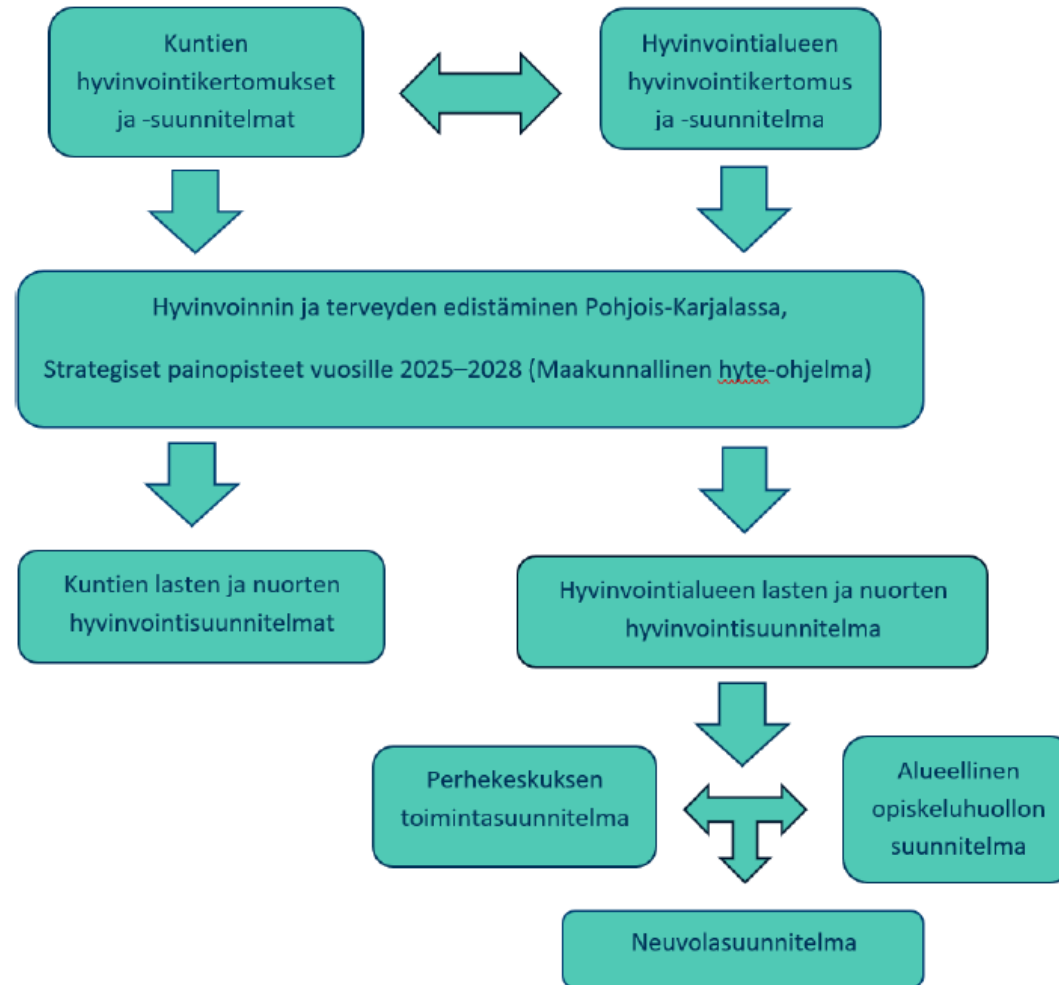 Kuntien
hyvinvointikertomukset
ja -suunnitelmat
Hyvinvointialueen
hyvinvointikertomus
ja -suunnitelma
Hyvinvoinnin ja terveyden edistäminen Pohjois-Karjalassa,
Strategiset painopisteet vuosille 2025–2028 (Maakunnallinen hyte-ohjelma)
Kuntien lasten ja nuorten
hyvinvointisuunnitelmat
Hyvinvointialueen lasten ja nuorten
hyvinvointisuunnitelma
Perhekeskuksen
toimintasuunnitelma
Alueellinen
opiskeluhuollon
suunnitelma
Neuvolasuunnitelma